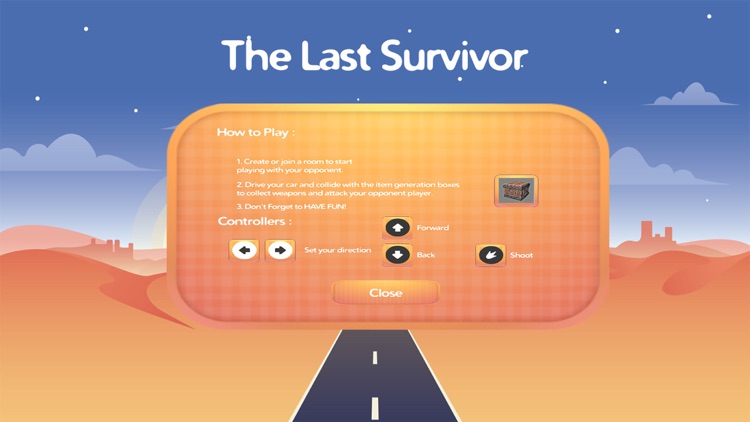 The Last Survivor
How to Play :
1. Create or join a room to start
playing with your opponent.
2. Drive your car and collide with the item generation boxes
to collect weapons and attack your opponent player.
3. Don't Forget to HAVE FUN!
Controllers :
Forward
Set your direction
Back
Shoot
Close